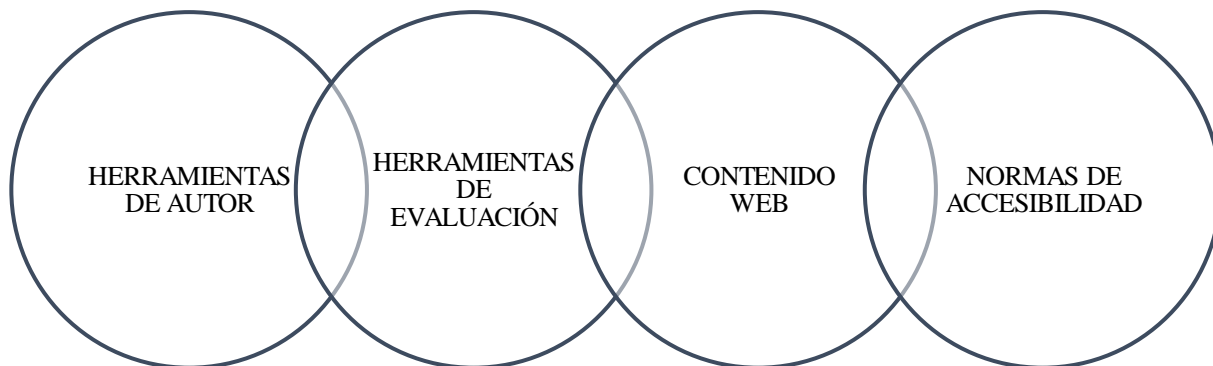 HERRAMIENTAS
DE AUTOR
HERRAMIENTAS
DE
EVALUACIÓN
CONTENIDO
WEB
NORMAS DE
ACCESIBILIDAD